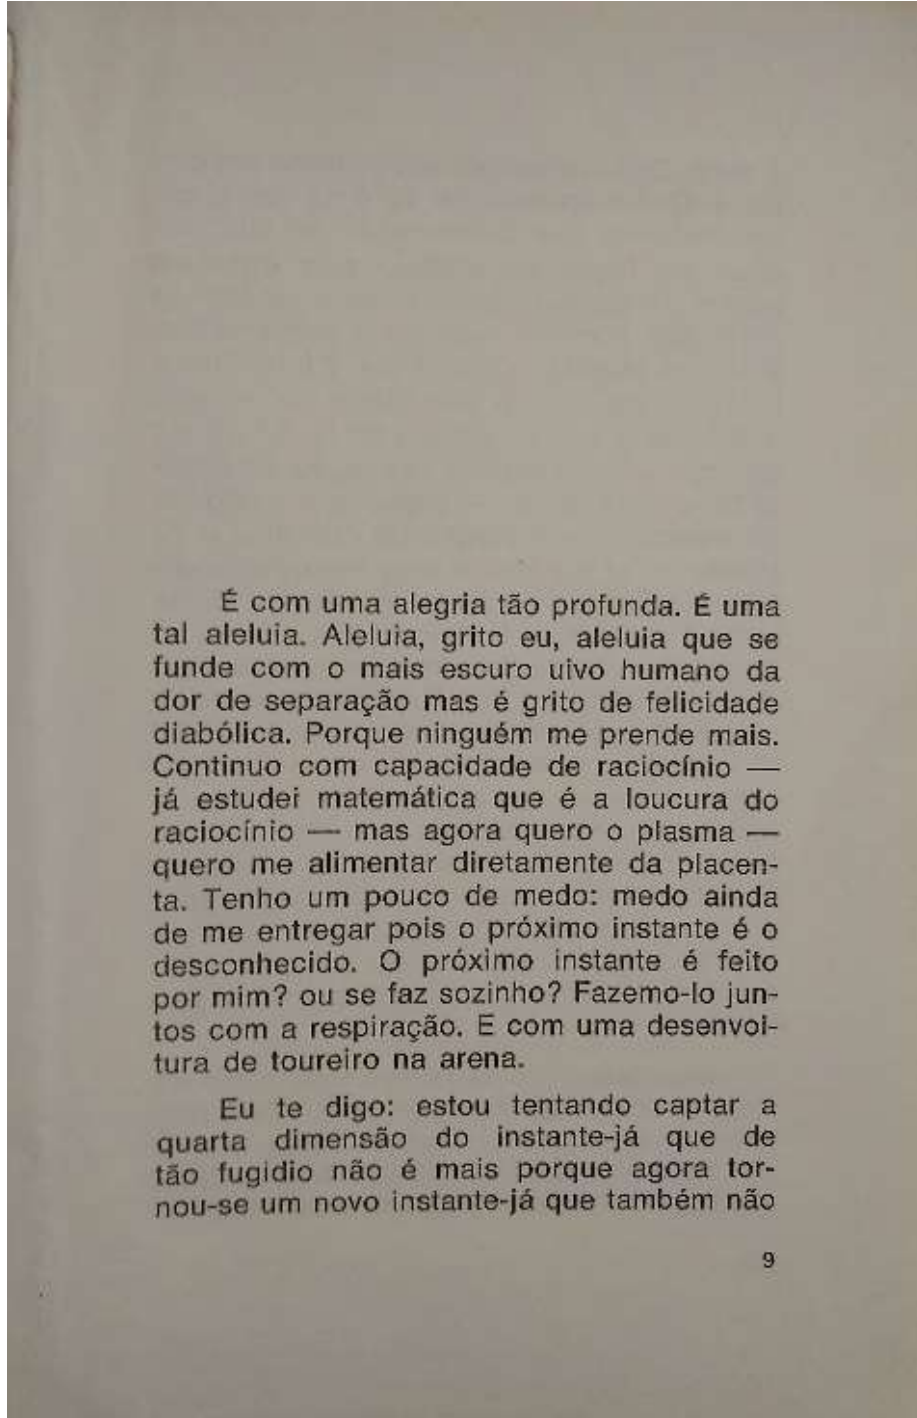 É com uma alegria tão profunda. É uma
tal aleluia. Aleluia, grito eu, aleluia que se
funde com o mais escuro uivo humano da
dor de separação mas é grito de felicidade
diabólica. Porque ninguém me prende mais.
Continuo com capacidade de raciocínio —
já estudei matemática que é a loucura do
raciocínio — mas agora quero o plasma —
quero me alimentar diretamente da placen-
ta. Tenho um pouco de medo: medo ainda
de me entregar pois o próximo instante é o
desconhecido. O próximo instante é feito
por mim? ou se faz sozinho? Fazemo-lo jun-
tos com a respiração. E com uma desenvol-
tura de toureiro na arena.
Eu te digo: estou tentando captar a
quarta dimensão do instante-já que de
tão fugidio não é mais porque agora tor-
nou-se um novo instante-já que também não
9